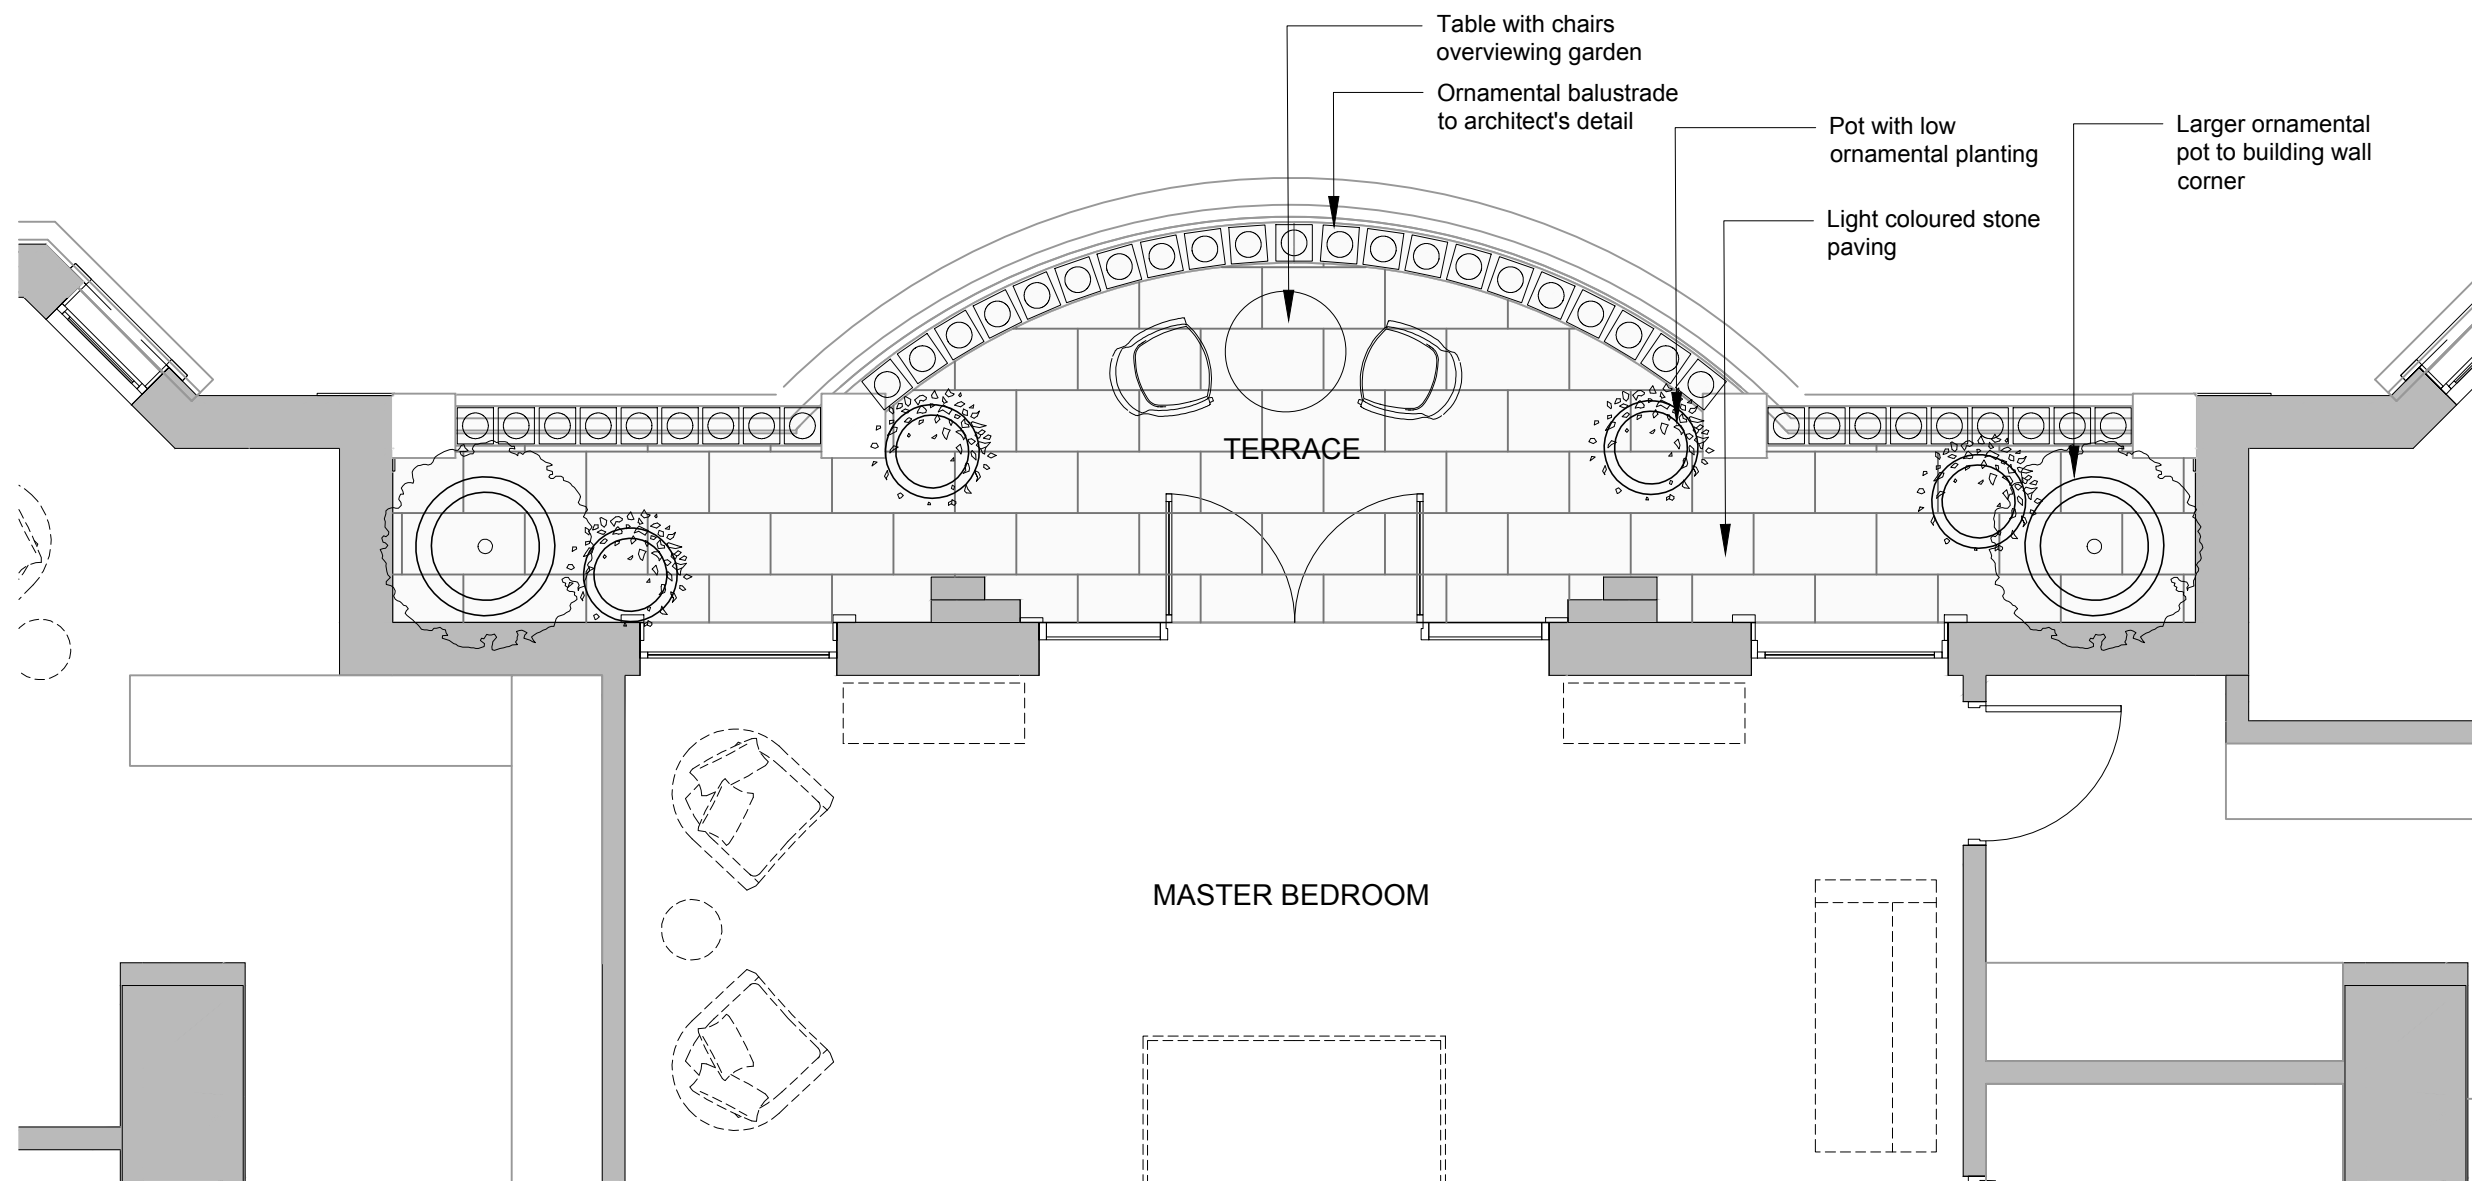 Table with chairs
overviewing garden
Ornamental balustrade
to architect's detail
Pot with low
ornamental planting
Larger ornamental
pot to building wall
corner
Light coloured stone
paving
TERRACE
MASTER BEDROOM